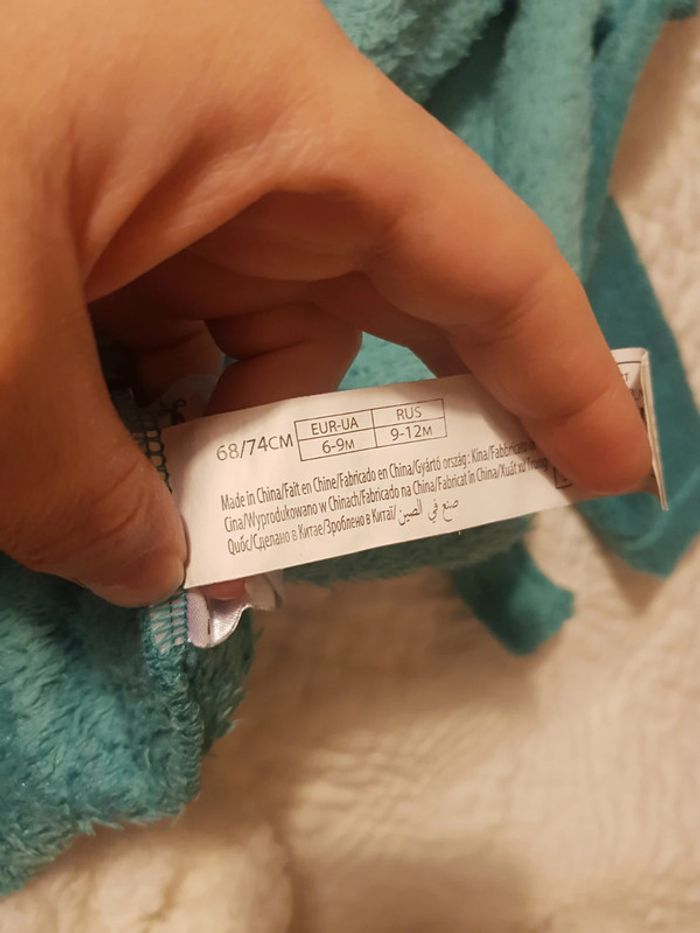 68/74CM
EUR-UA RUS
6-9M 9-12M
Made in China/Fait en Chine/Fabricado en China/Gyártó ország : Kína/Fabbricato
Cina/Wyprodukowano w Chinach/Fabricado na China/Fabricat în China/Xuất xứ Trung
Quốc/Сделано в Китае/Зроблено в Китаї/ صنع في الصين